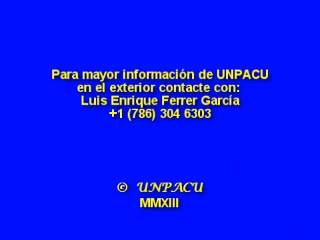 Para mayor información de UNPACU
en el exterior contacte con:
Luis Enrique Ferrer García
+1 (786) 304 6303
© UNPACU
MMXIII